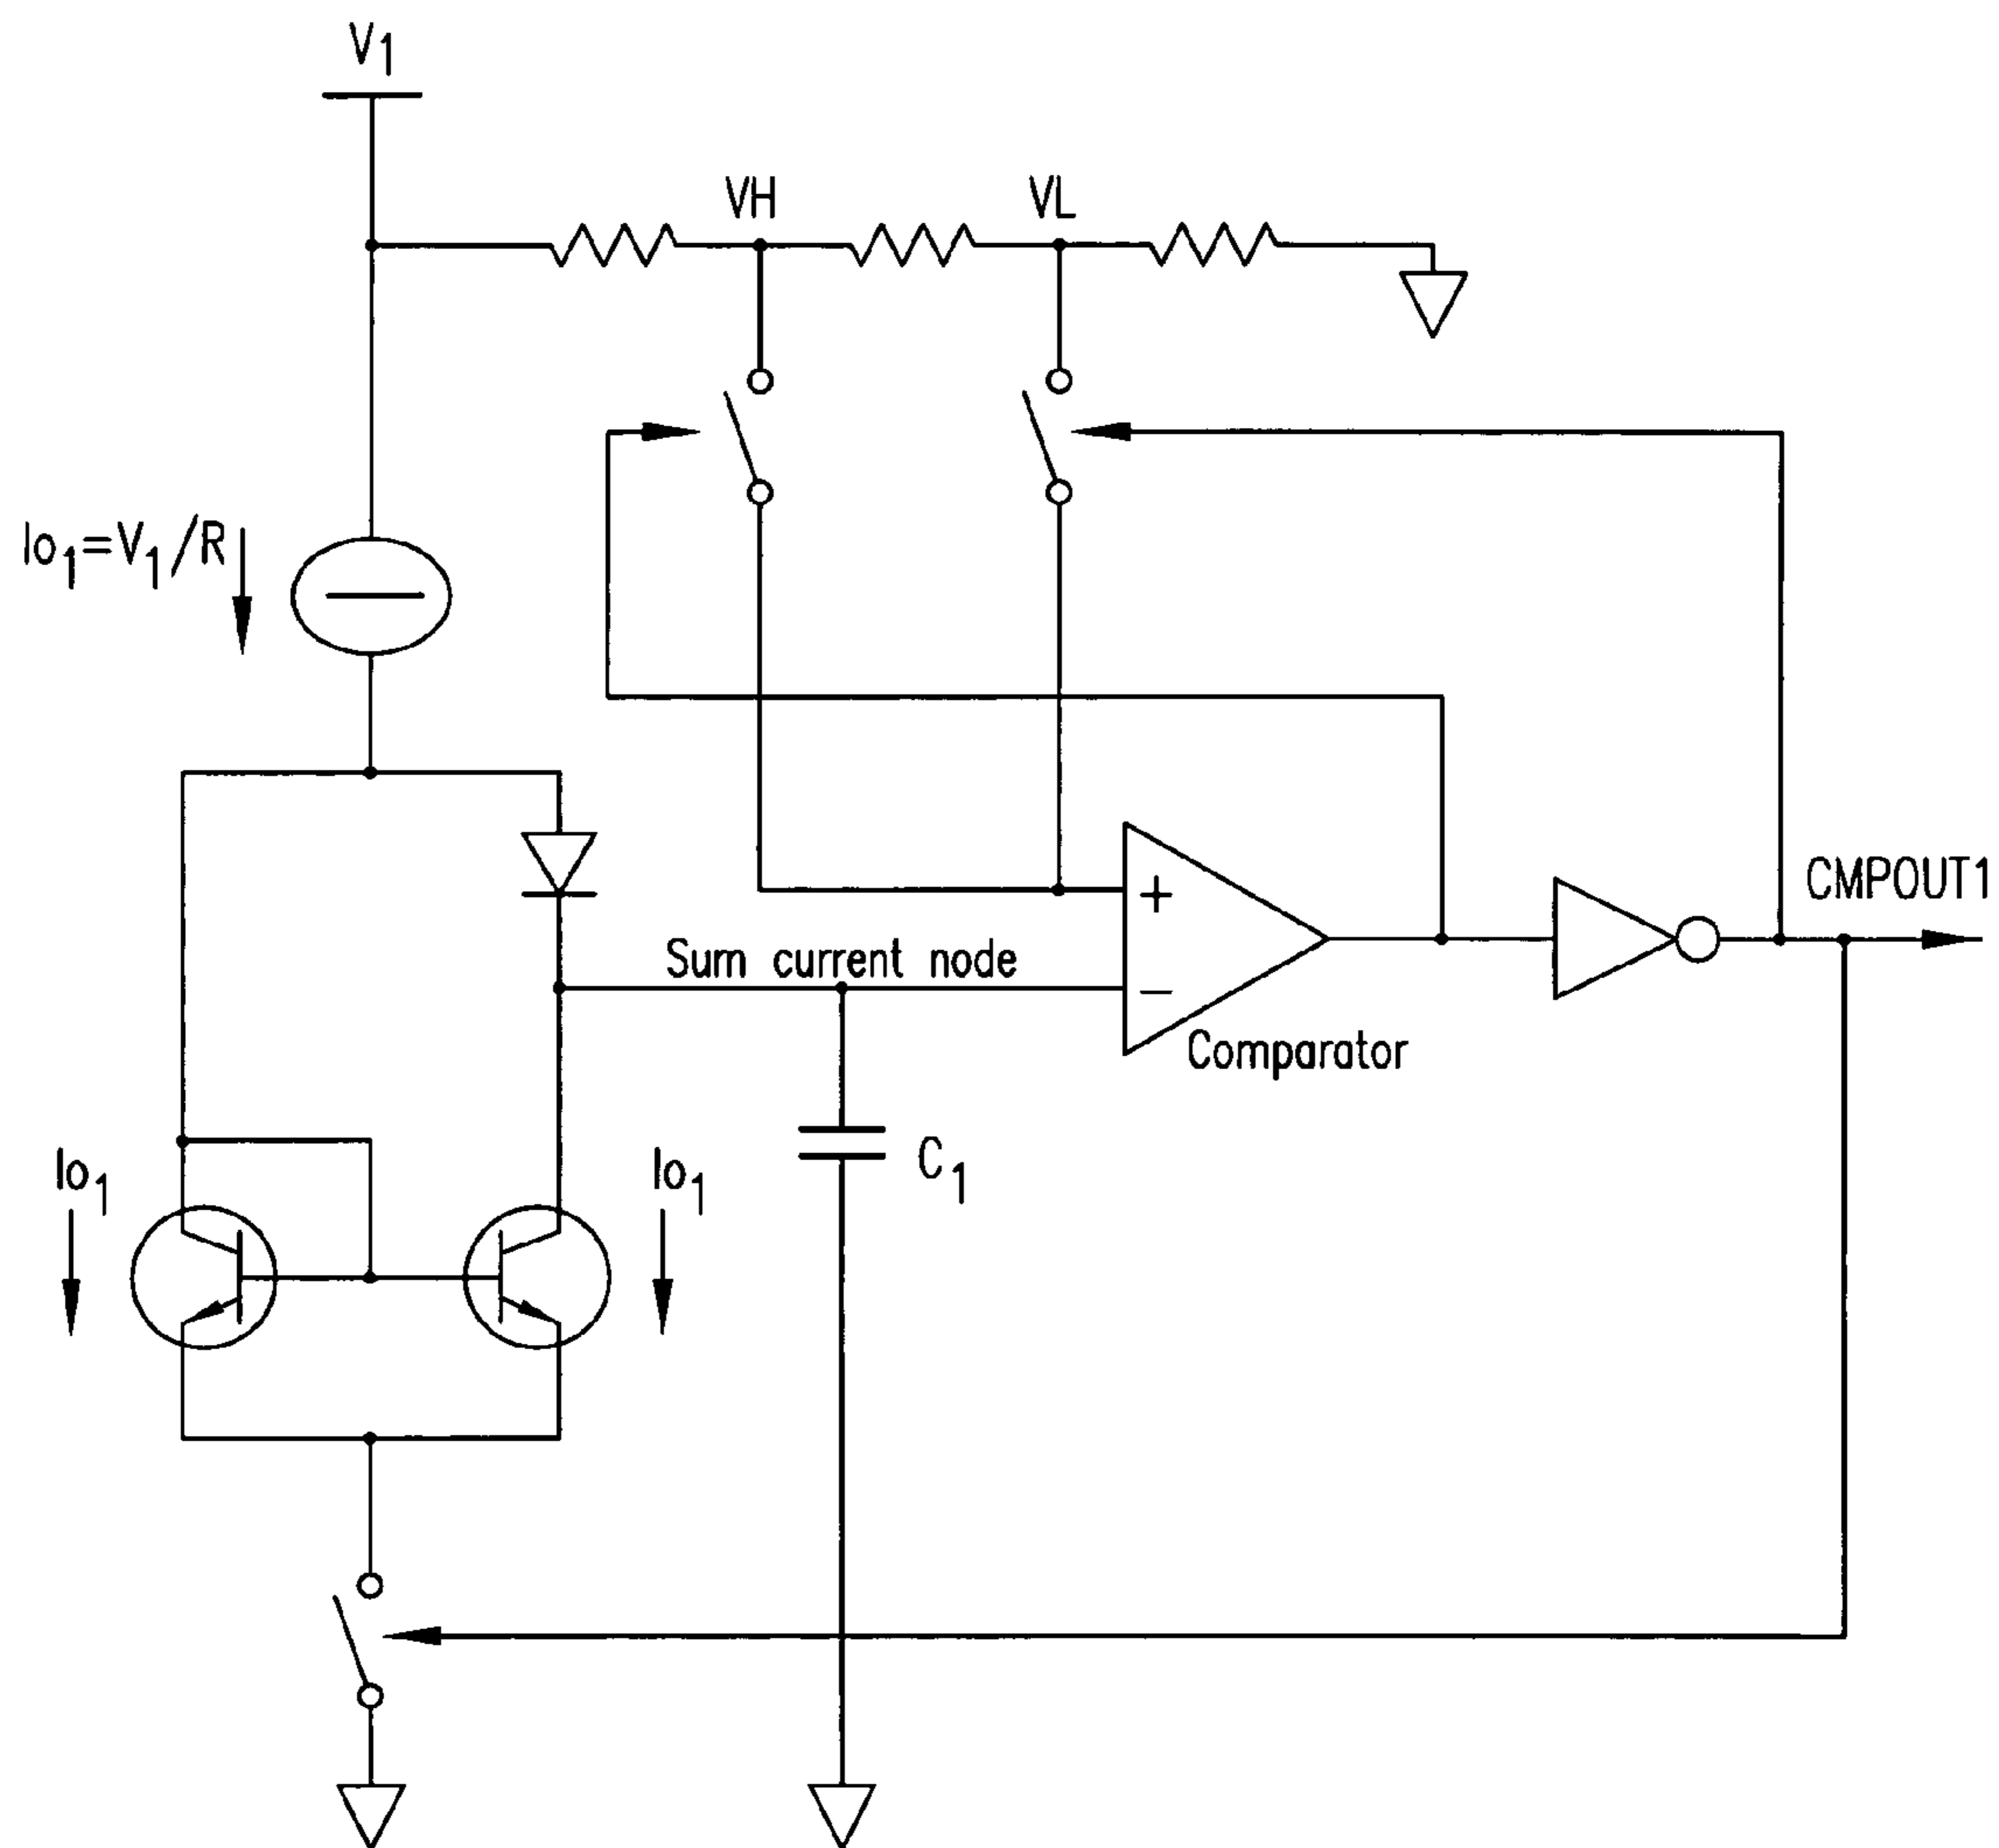 V1
VH
VL
Io1=V1/R
CMPOUT1
+
Sum current node
−
Comparator
Io1
Io1
C1